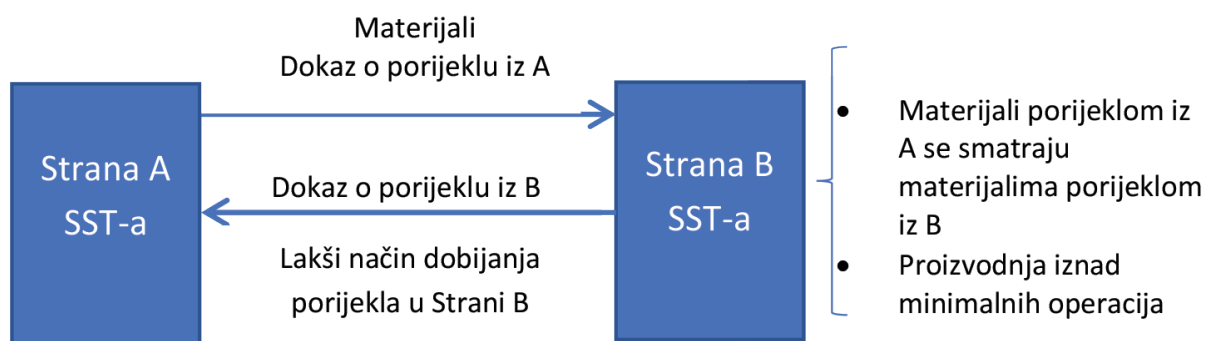 Materijali
Dokaz o porijeklu iz A
Strana A
SST-a
Dokaz o porijeklu iz B
Lakši način dobijanja
porijekla u Strani B
Strana B
SST-a
• Materijali porijeklom iz
A se smatraju
materijalima porijeklom
iz B
• Proizvodnja iznad
minimalnih operacija